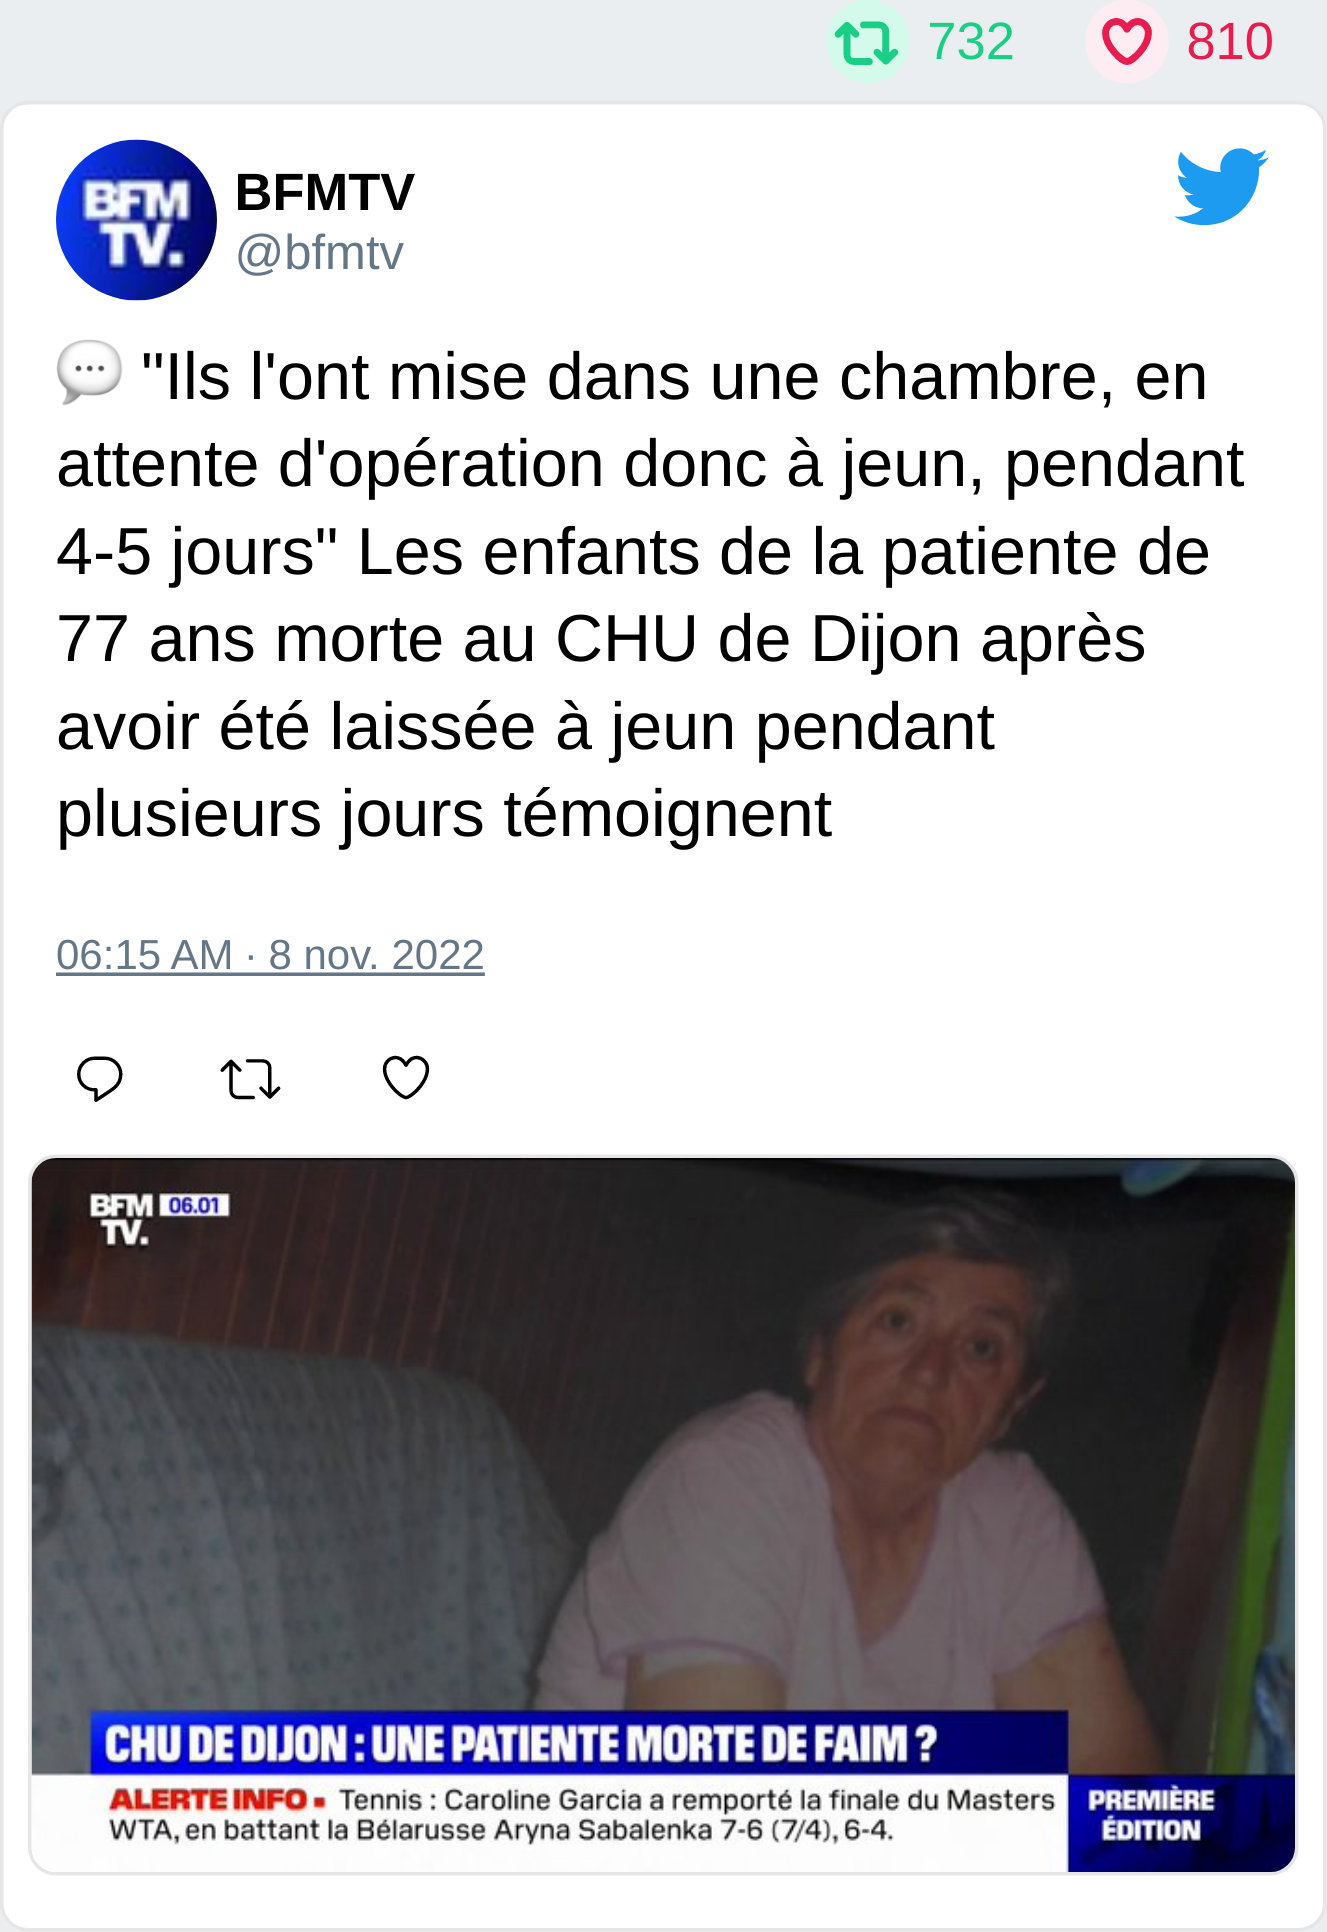 732 810
BFM
TV.
BFMTV
@bfmtv
💬 "Ils l'ont mise dans une chambre, en
attente d'opération donc à jeun, pendant
4-5 jours" Les enfants de la patiente de
77 ans morte au CHU de Dijon après
avoir été laissée à jeun pendant
plusieurs jours témoignent
06:15 AM · 8 nov. 2022
BFM 06.01
TV.
CHU DE DIJON : UNE PATIENTE MORTE DE FAIM ?
ALERTE INFO ▪ Tennis : Caroline Garcia a remporté la finale du Masters
WTA, en battant la Bélarusse Aryna Sabalenka 7-6 (7/4), 6-4.
PREMIÈRE
ÉDITION